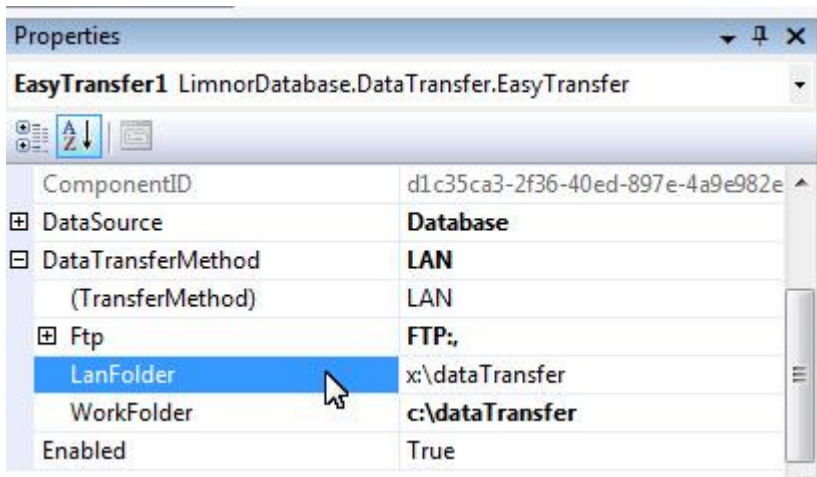 Properties
EasyTransfer1 LimnorDatabase.DataTransfer.EasyTransfer
ComponentID d1c35ca3-2f36-40ed-897e-4a9e982e
DataSource Database
DataTransferMethod LAN
(TransferMethod) LAN
Ftp FTP:,
LanFolder x:\dataTransfer
WorkFolder c:\dataTransfer
Enabled True